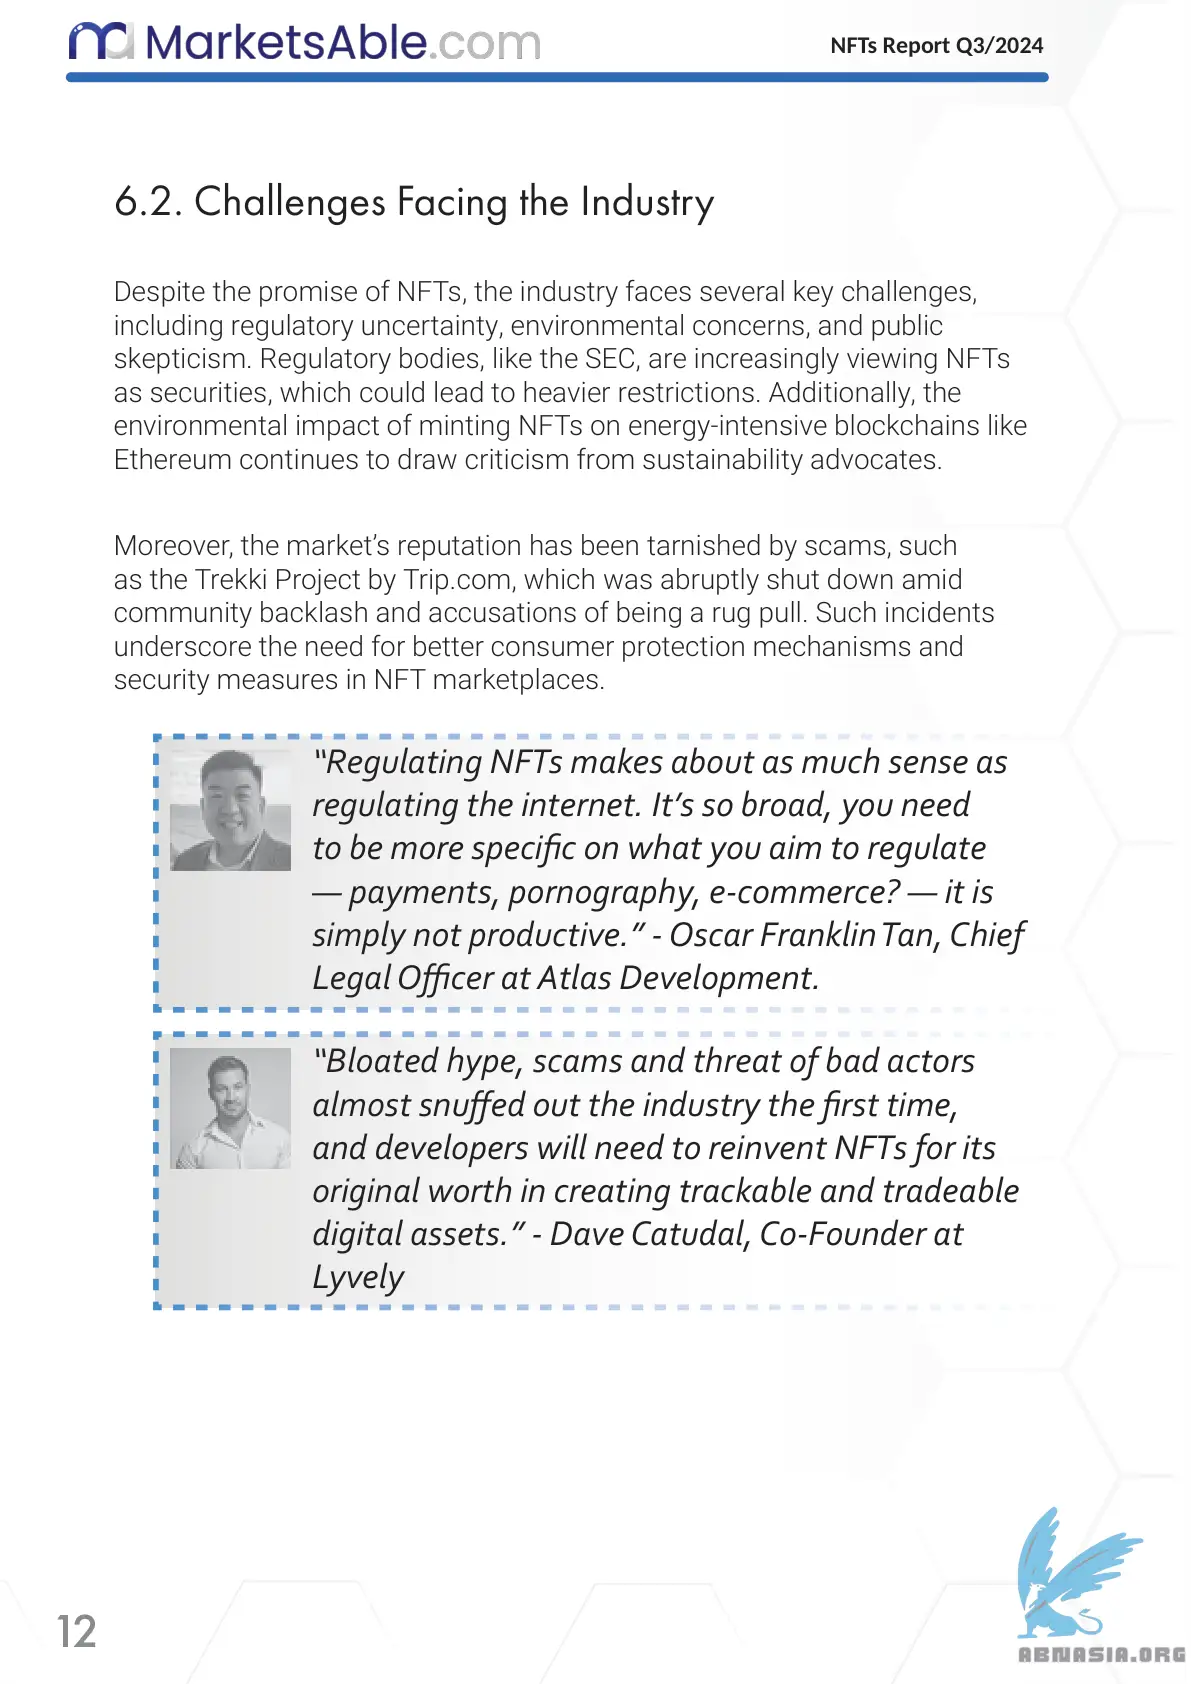 MarketsAble.com
NFTs Report Q3/2024
6.2. Challenges Facing the Industry
Despite the promise of NFTs, the industry faces several key challenges,
including regulatory uncertainty, environmental concerns, and public
skepticism. Regulatory bodies, like the SEC, are increasingly viewing NFTs
as securities, which could lead to heavier restrictions. Additionally, the
environmental impact of minting NFTs on energy-intensive blockchains like
Ethereum continues to draw criticism from sustainability advocates.
Moreover, the market’s reputation has been tarnished by scams, such
as the Trekki Project by Trip.com, which was abruptly shut down amid
community backlash and accusations of being a rug pull. Such incidents
underscore the need for better consumer protection mechanisms and
security measures in NFT marketplaces.
“Regulating NFTs makes about as much sense as
regulating the internet. It’s so broad, you need
to be more specific on what you aim to regulate
— payments, pornography, e-commerce? — it is
simply not productive.” - Oscar Franklin Tan, Chief
Legal Officer at Atlas Development.
“Bloated hype, scams and threat of bad actors
almost snuffed out the industry the first time,
and developers will need to reinvent NFTs for its
original worth in creating trackable and tradeable
digital assets.” - Dave Catudal, Co-Founder at
Lyvely
12
ABNASIA.ORG